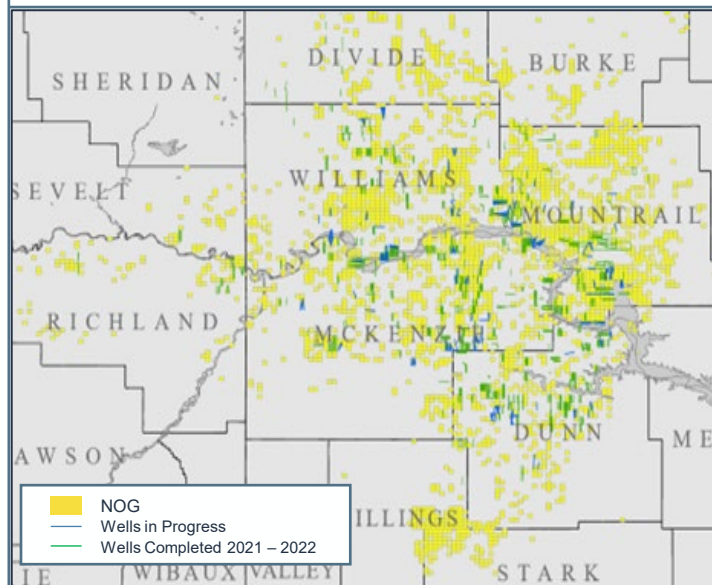 DIVIDE
BURKE
SHERIDAN
SEVELT
WILLIAMS
MOUNTRAIL
RICHLAND
MCKENZIE
AWSON
DUNN
ME
NOG
Wells in Progress
Wells Completed 2021 – 2022
ILLINGS
IE
WIBAUX
VALLEY
STARK